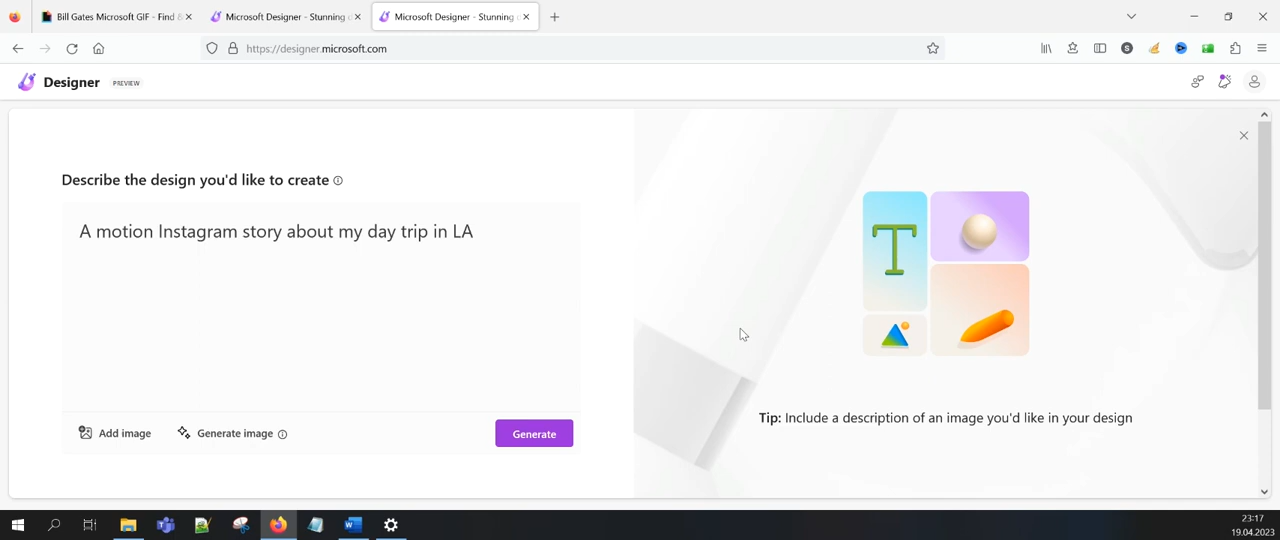 Bill Gates Microsoft GIF - Find &
Microsoft Designer - Stunning
Microsoft Designer - Stunning
https://designer.microsoft.com
S
Designer PREVIEW
Describe the design you'd like to create
A motion Instagram story about my day trip in LA
T
Add image
Generate image
Generate
Tip: Include a description of an image you'd like in your design
23:17
19.04.2023